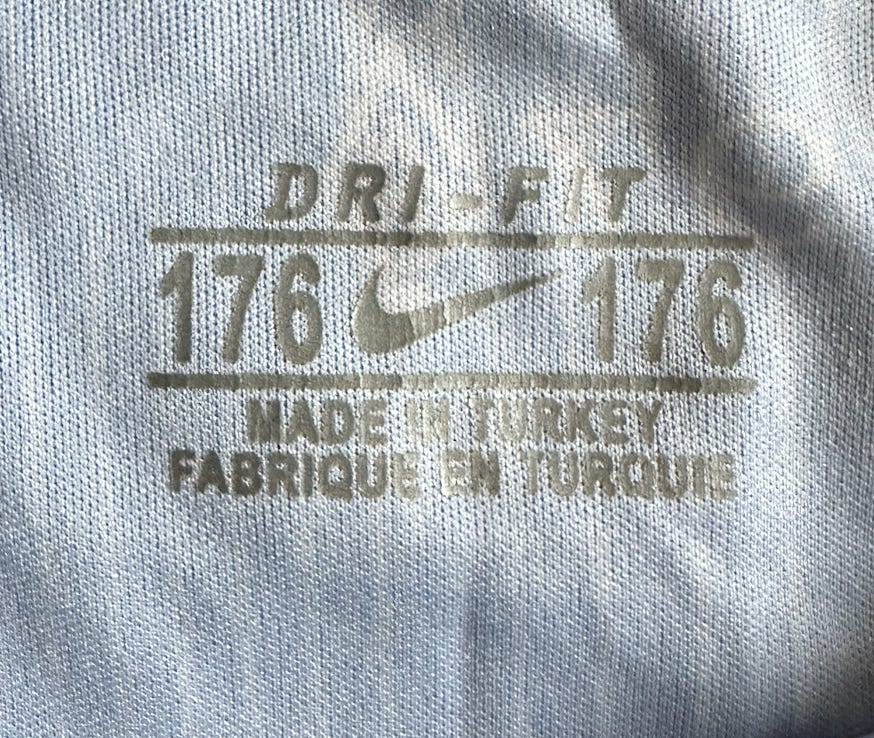 DRI-FIT
176 176
MADE IN TURKEY
FABRIQUE EN TURQUIE